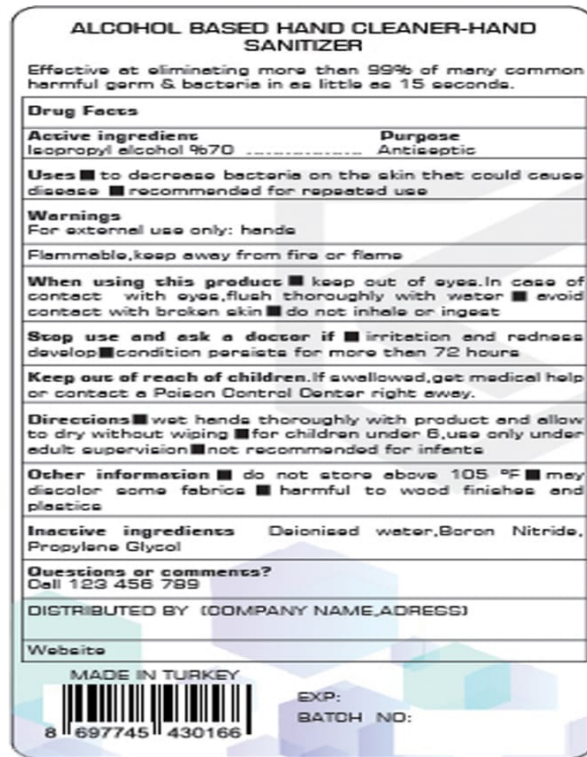 ALCOHOL BASED HAND CLEANER-HAND
SANITIZER
Effective at eliminating more than 99% of many common
harmful germ & bacteria in as little as 15 seconds.
Drug Facts
Active ingredient Purpose
Isopropyl alcohol %70 ........................ Antiseptic
Uses ■ to decrease bacteria on the skin that could cause
disease ■ recommended for repeated use
Warnings
For external use only: hands
Flammable,keep away from fire or flame
When using this product ■ keep out of eyes.In case of
contact with eyes,flush thoroughly with water ■ avoid
contact with broken skin ■ do not inhale or ingest
Stop use and ask a doctor if ■ irritation and redness
develop■condition persists for more than 72 hours
Keep out of reach of children.If swallowed,get medical help
or contact a Poison Control Center right away.
Directions■wet hands thoroughly with product and allow
to dry without wiping ■for children under 6,use only under
adult supervision■not recommended for infants
Other information ■ do not store above 105 ºF■ may
discolor some fabrics ■ harmful to wood finishes and
plastics
Inactive ingredients Deionised water,Boron Nitride,
Propylene Glycol
Questions or comments?
Call 123 456 789
DISTRIBUTED BY (COMPANY NAME,ADRESS)
Website
MADE IN TURKEY
EXP:
BATCH NO:
8 697745 430166